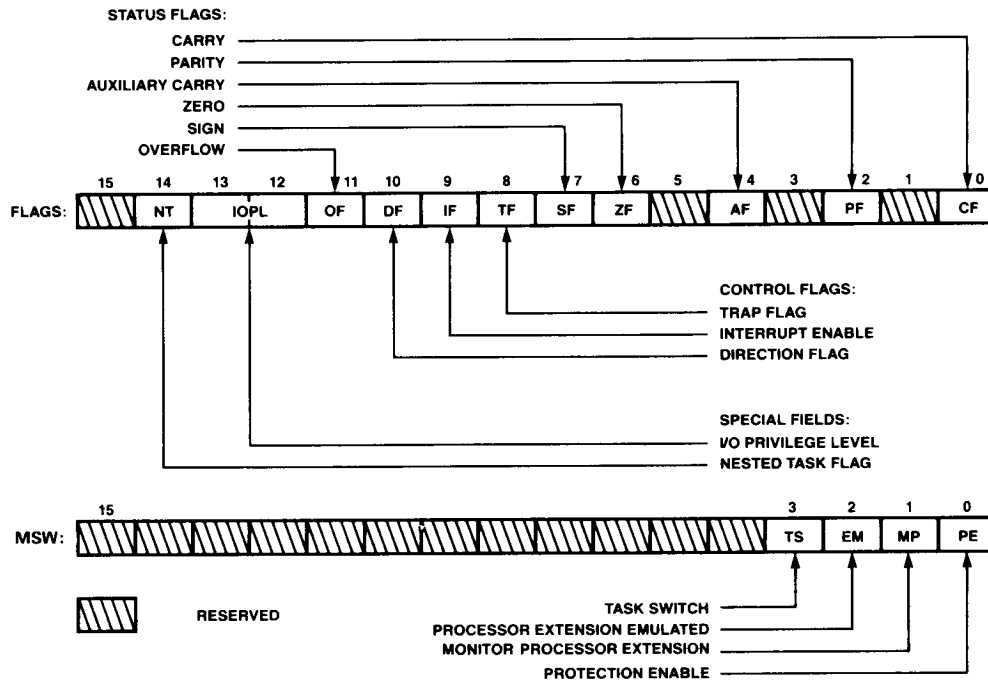 STATUS FLAGS:
CARRY
PARITY
AUXILIARY CARRY
ZERO
SIGN
OVERFLOW
15 14 13 12 11 10 9 8 7 6 5 4 3 2 1 0
FLAGS: NT IOPL OF DF IF TF SF ZF AF PF CF
CONTROL FLAGS:
TRAP FLAG
INTERRUPT ENABLE
DIRECTION FLAG
SPECIAL FIELDS:
I/O PRIVILEGE LEVEL
NESTED TASK FLAG
15 3 2 1 0
MSW: TS EM MP PE
RESERVED
TASK SWITCH
PROCESSOR EXTENSION EMULATED
MONITOR PROCESSOR EXTENSION
PROTECTION ENABLE